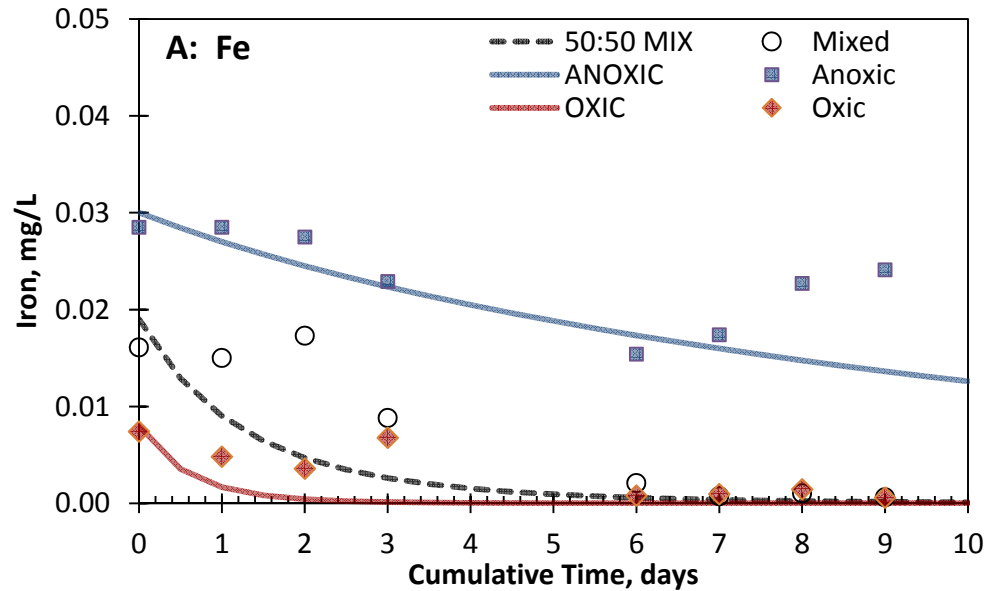 A: Fe
50:50 MIX
Mixed
ANOXIC
Anoxic
OXIC
Oxic
0.05
0.04
0.03
0.02
0.01
0.00
Iron, mg/L
0 1 2 3 4 5 6 7 8 9 10
Cumulative Time, days